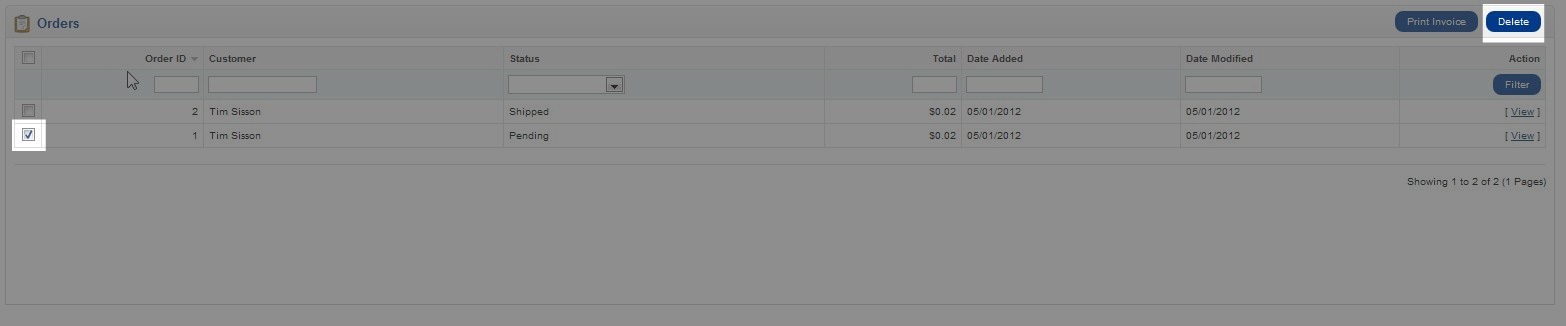 Orders Print Invoice Delete
Order ID Customer Status Total Date Added Date Modified Action
Filter
2 Tim Sisson Shipped $0.02 05/01/2012 05/01/2012 [ View ]
1 Tim Sisson Pending $0.02 05/01/2012 05/01/2012 [ View ]
Showing 1 to 2 of 2 (1 Pages)